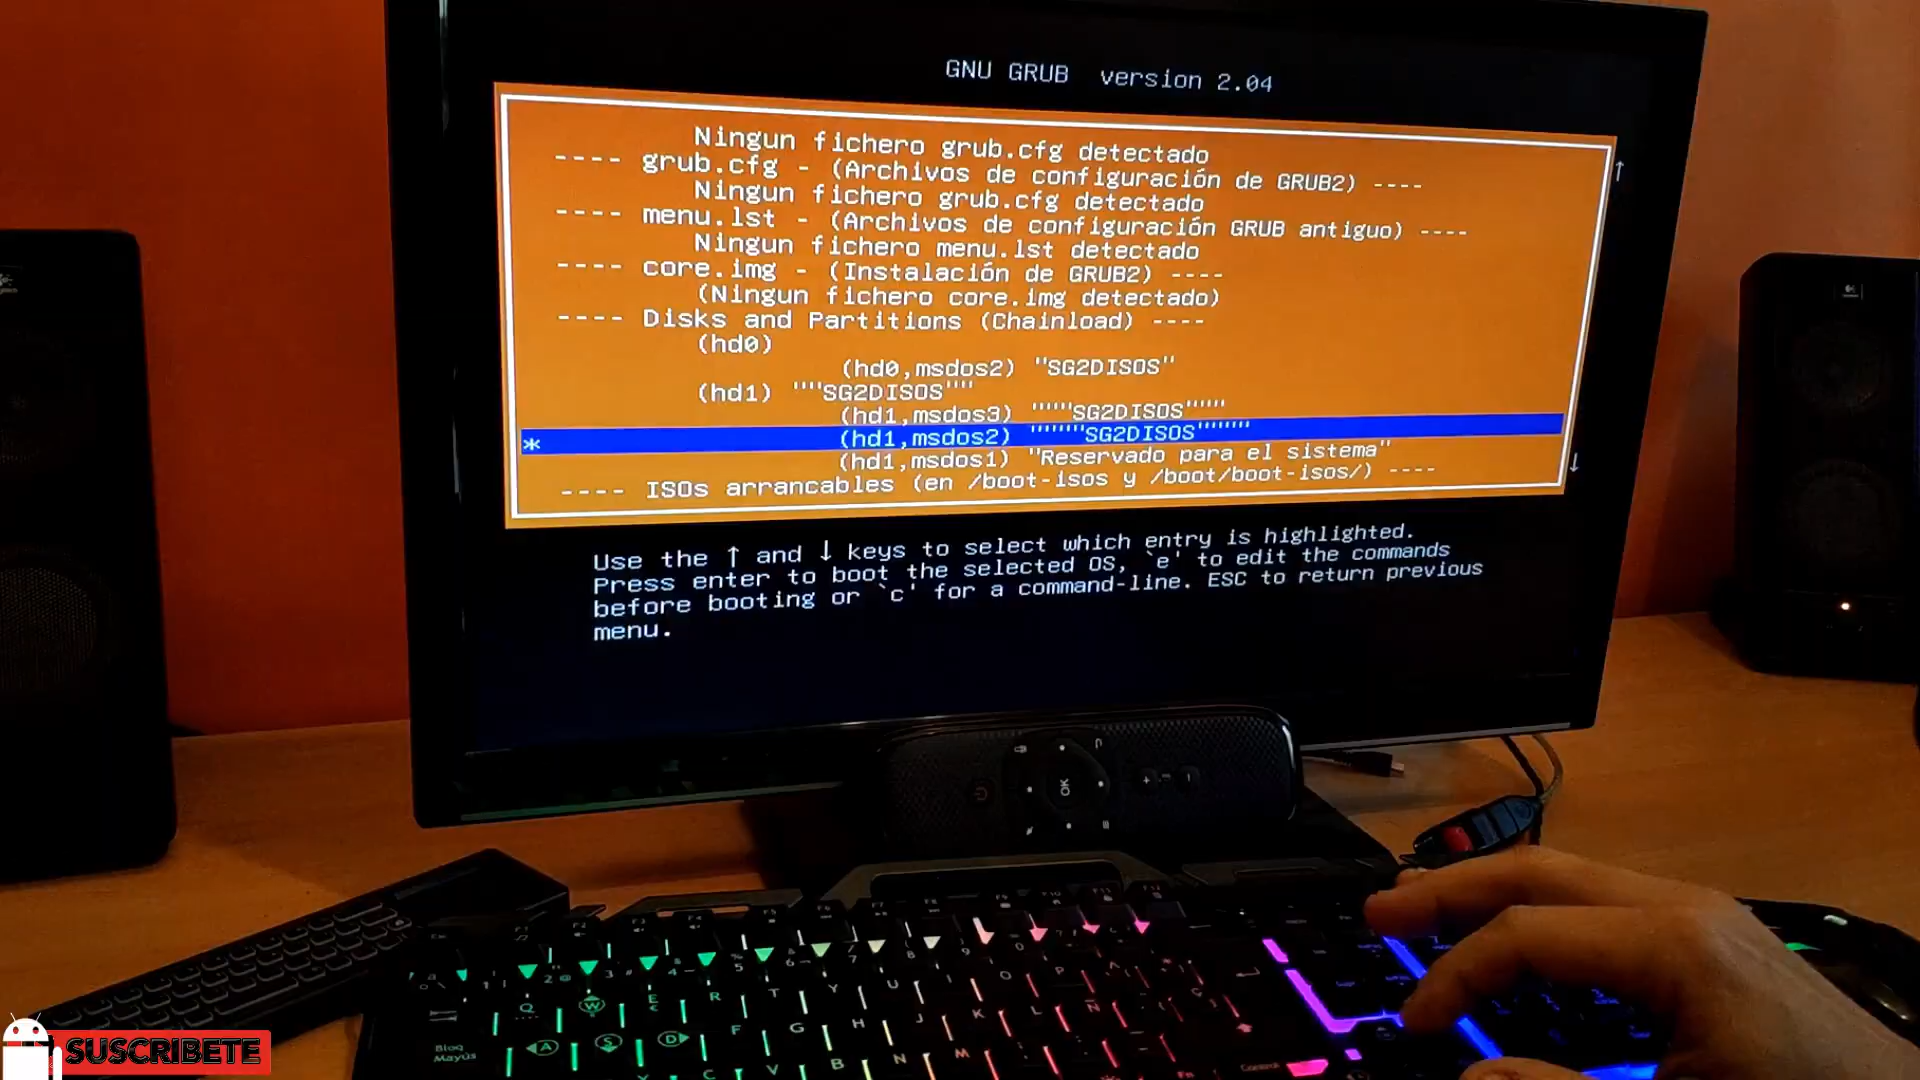 GNU GRUB version 2.04
Ningun fichero grub.cfg detectado
---- grub.cfg - (Archivos de configuración de GRUB2) ----
Ningun fichero grub.cfg detectado
---- menu.lst - (Archivos de configuración GRUB antiguo) ----
Ningun fichero menu.lst detectado
---- core.img - (Instalación de GRUB2) ----
(Ningun fichero core.img detectado)
---- Disks and Partitions (Chainload) ----
(hd0)
(hd0,msdos2) "SG2DISOS"
(hd1) ""SG2DISOS""
(hd1,msdos3) """SG2DISOS"""
* (hd1,msdos2) """"SG2DISOS""""
(hd1,msdos1) "Reservado para el sistema"
---- ISOs arrancables (en /boot-isos y /boot/boot-isos/) ----
Use the ↑ and ↓ keys to select which entry is highlighted.
Press enter to boot the selected OS, `e' to edit the commands
before booting or `c' for a command-line. ESC to return previous
menu.
OK
Bloq
Mayús
SUSCRIBETE